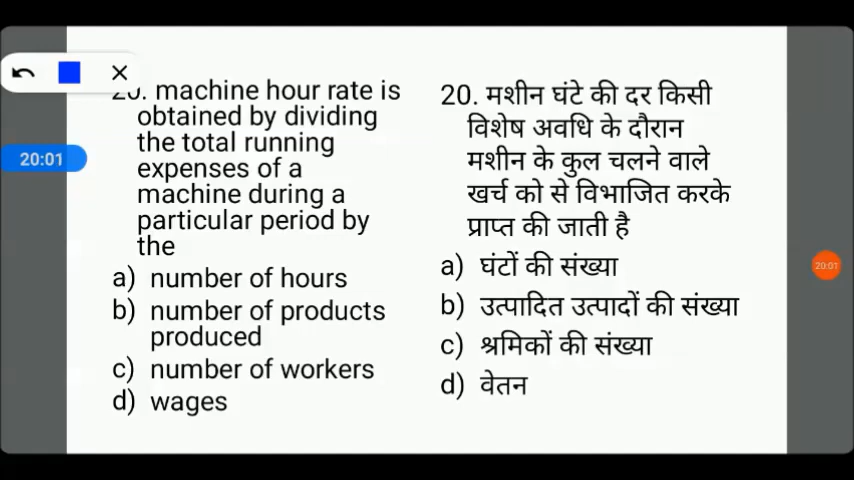 20. machine hour rate is
obtained by dividing
the total running
expenses of a
machine during a
particular period by
the
a) number of hours
b) number of products
produced
c) number of workers
d) wages
20. मशीन घंटे की दर किसी
विशेष अवधि के दौरान
मशीन के कुल चलने वाले
खर्च को से विभाजित करके
प्राप्त की जाती है
a) घंटों की संख्या
b) उत्पादित उत्पादों की संख्या
c) श्रमिकों की संख्या
d) वेतन
20:01
20:01